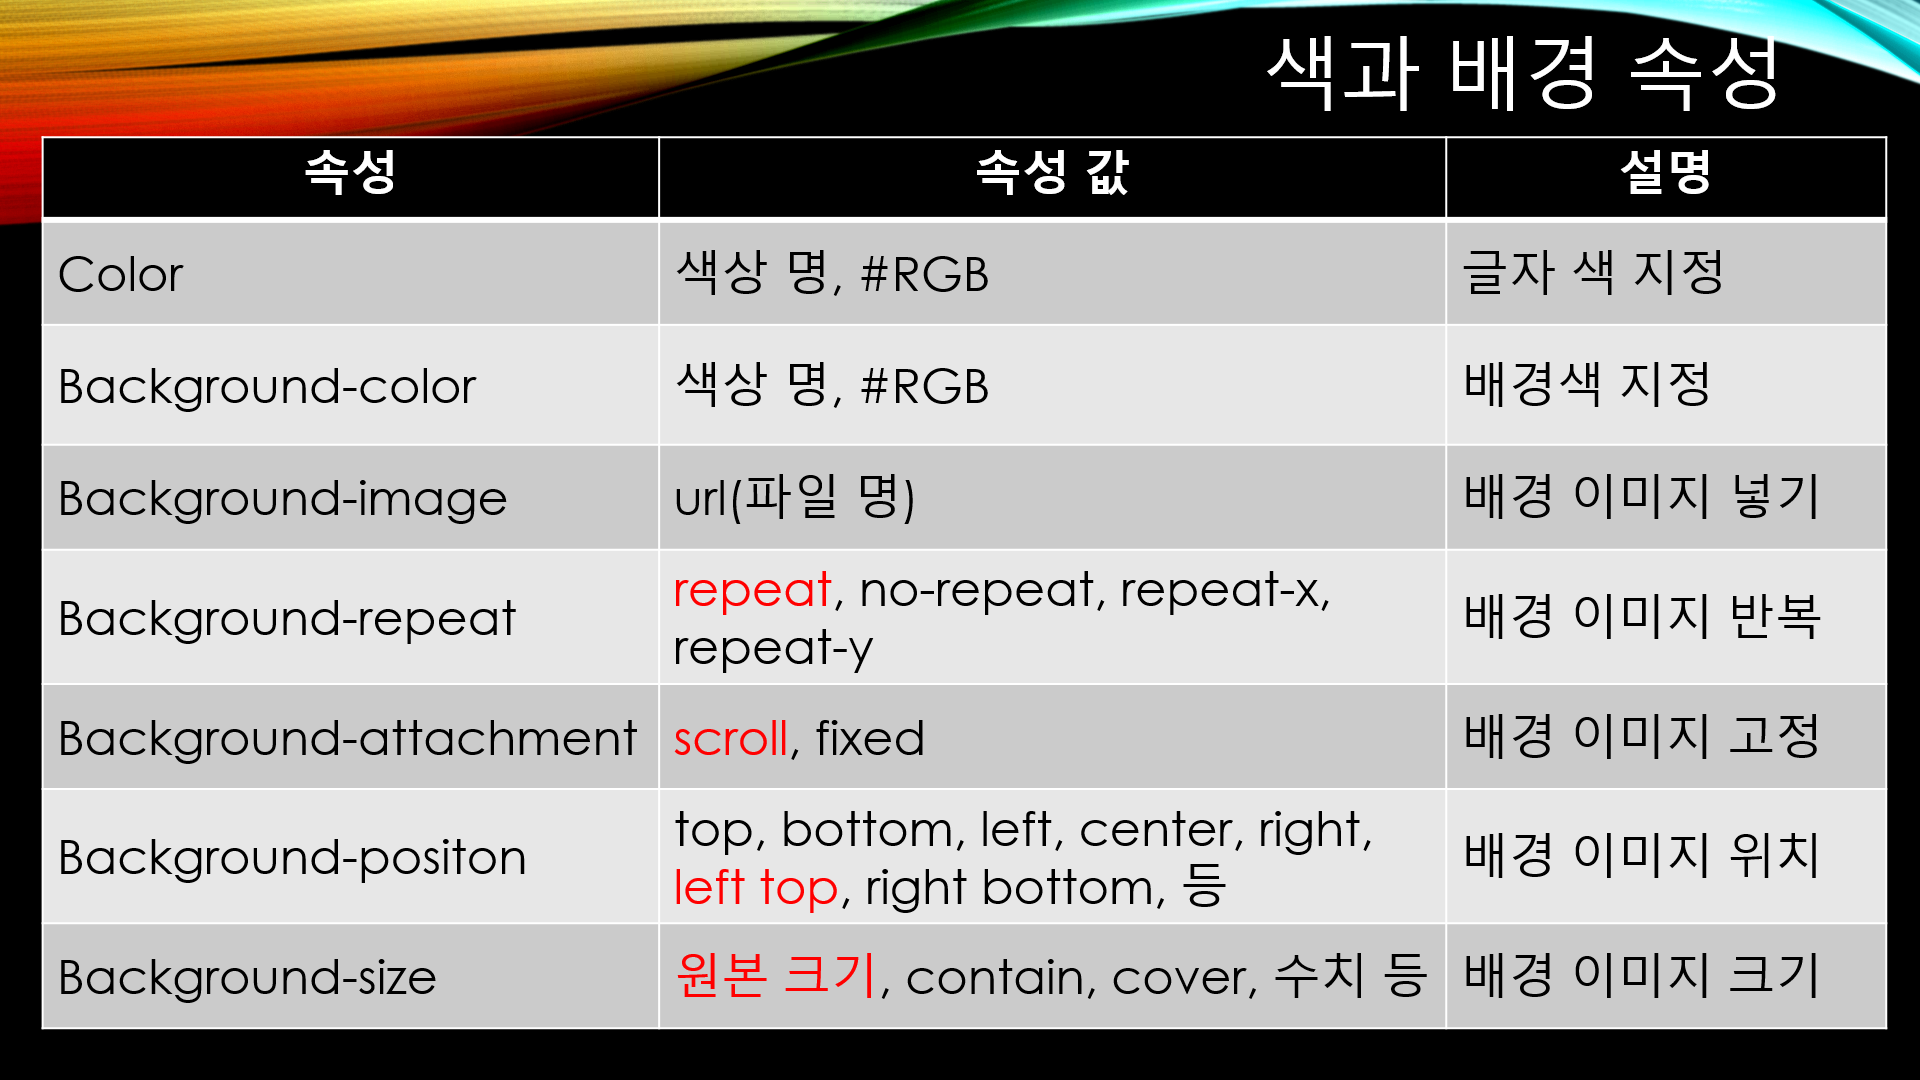 색과 배경 속성
속성 속성 값 설명
Color 색상 명, #RGB 글자 색 지정
Background-color 색상 명, #RGB 배경색 지정
Background-image url(파일 명) 배경 이미지 넣기
Background-repeat repeat, no-repeat, repeat-x, 배경 이미지 반복
repeat-y
Background-attachment scroll, fixed 배경 이미지 고정
Background-positon top, bottom, left, center, right, 배경 이미지 위치
left top, right bottom, 등
Background-size 원본 크기, contain, cover, 수치 등 배경 이미지 크기